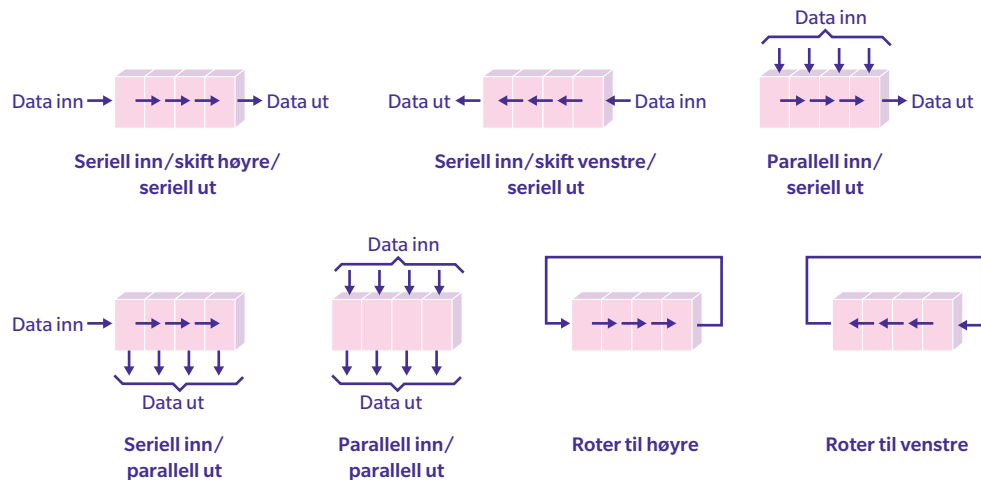 Data inn
Data ut
Seriell inn/skift høyre/
seriell ut
Data ut
Data inn
Seriell inn/skift venstre/
seriell ut
Data inn
Data ut
Parallell inn/
seriell ut
Data inn
Data ut
Seriell inn/
parallell ut
Data inn
Data ut
Parallell inn/
parallell ut
Roter til høyre
Roter til venstre